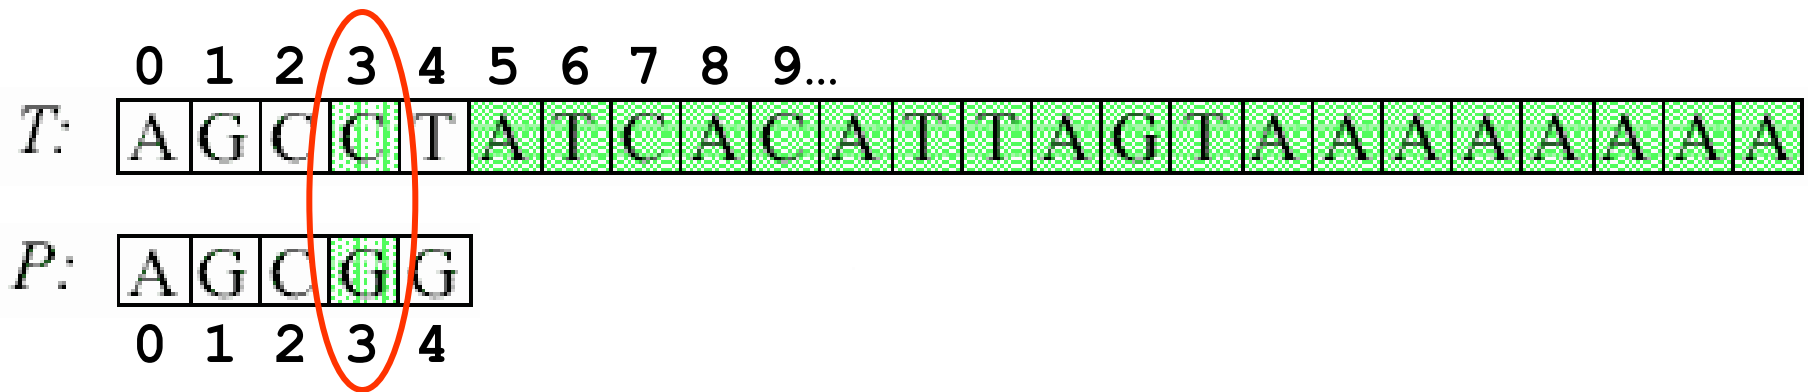 0 1 2 3 4 5 6 7 8 9...
T: A G C C T A T C A C A T T A G T A A A A A A A A
P: A G C G G
0 1 2 3 4